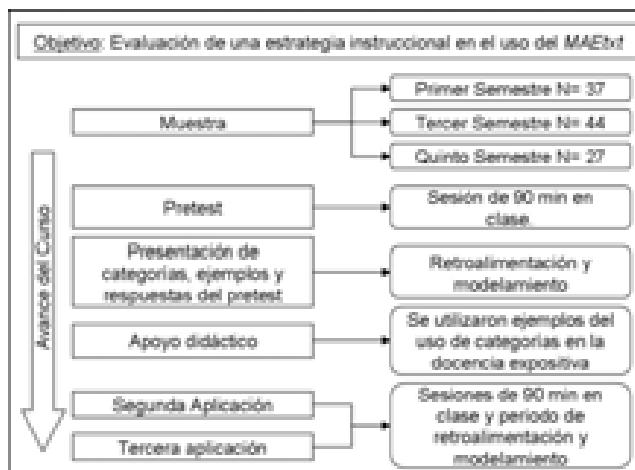 Objetivo: Evaluación de una estrategia instruccional en el uso del MAEtxt
Primer Semestre N= 37
Muestra
Tercer Semestre N= 44
Quinto Semestre N= 27
Avance del Curso
Pretest
Sesión de 90 min en
clase.
Presentación de
categorías, ejemplos y
respuestas del pretest
Retroalimentación y
modelamiento
Apoyo didáctico
Se utilizaron ejemplos del
uso de categorías en la
docencia expositiva
Segunda Aplicación
Tercera aplicación
Sesiones de 90 min en
clase y periodo de
retroalimentación y
modelamiento